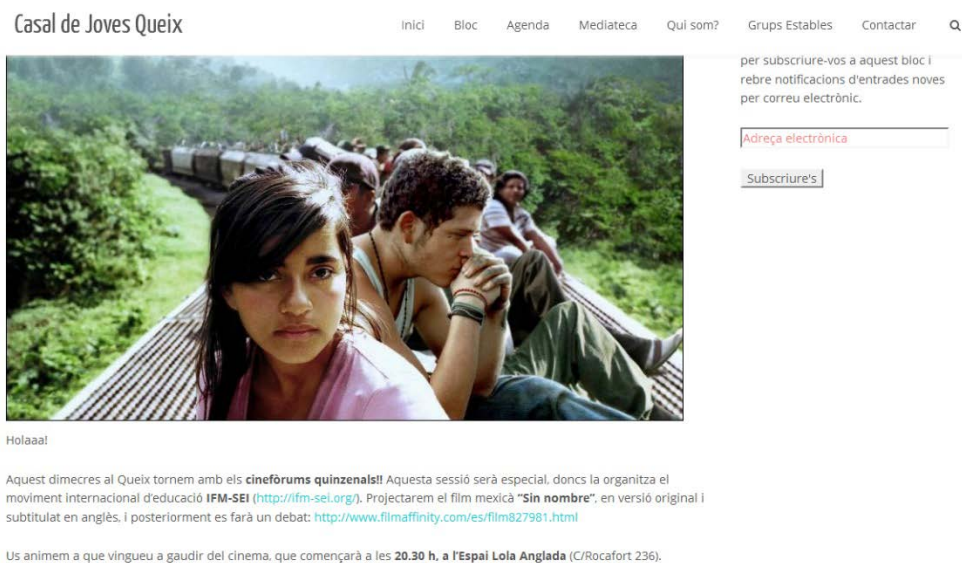 Casal de Joves Queix
Inici Bloc Agenda Mediateca Qui som? Grups Estables Contactar
per subscriure-vos a aquest bloc i
rebre notificacions d'entrades noves
per correu electrònic.
Adreça electrònica
Subscriure's
Holaaa!
Aquest dimecres al Queix tornem amb els cinefòrums quinzenals!! Aquesta sessió serà especial, doncs la organitza el
moviment internacional d'educació IFM-SEI (http://ifm-sei.org/). Projectarem el film mexicà "Sin nombre", en versió original i
subtitulat en anglès, i posteriorment es farà un debat: http://www.filmaffinity.com/es/film827981.html
Us animem a que vingueu a gaudir del cinema, que començarà a les 20.30 h, a l'Espai Lola Anglada (C/Rocafort 236).